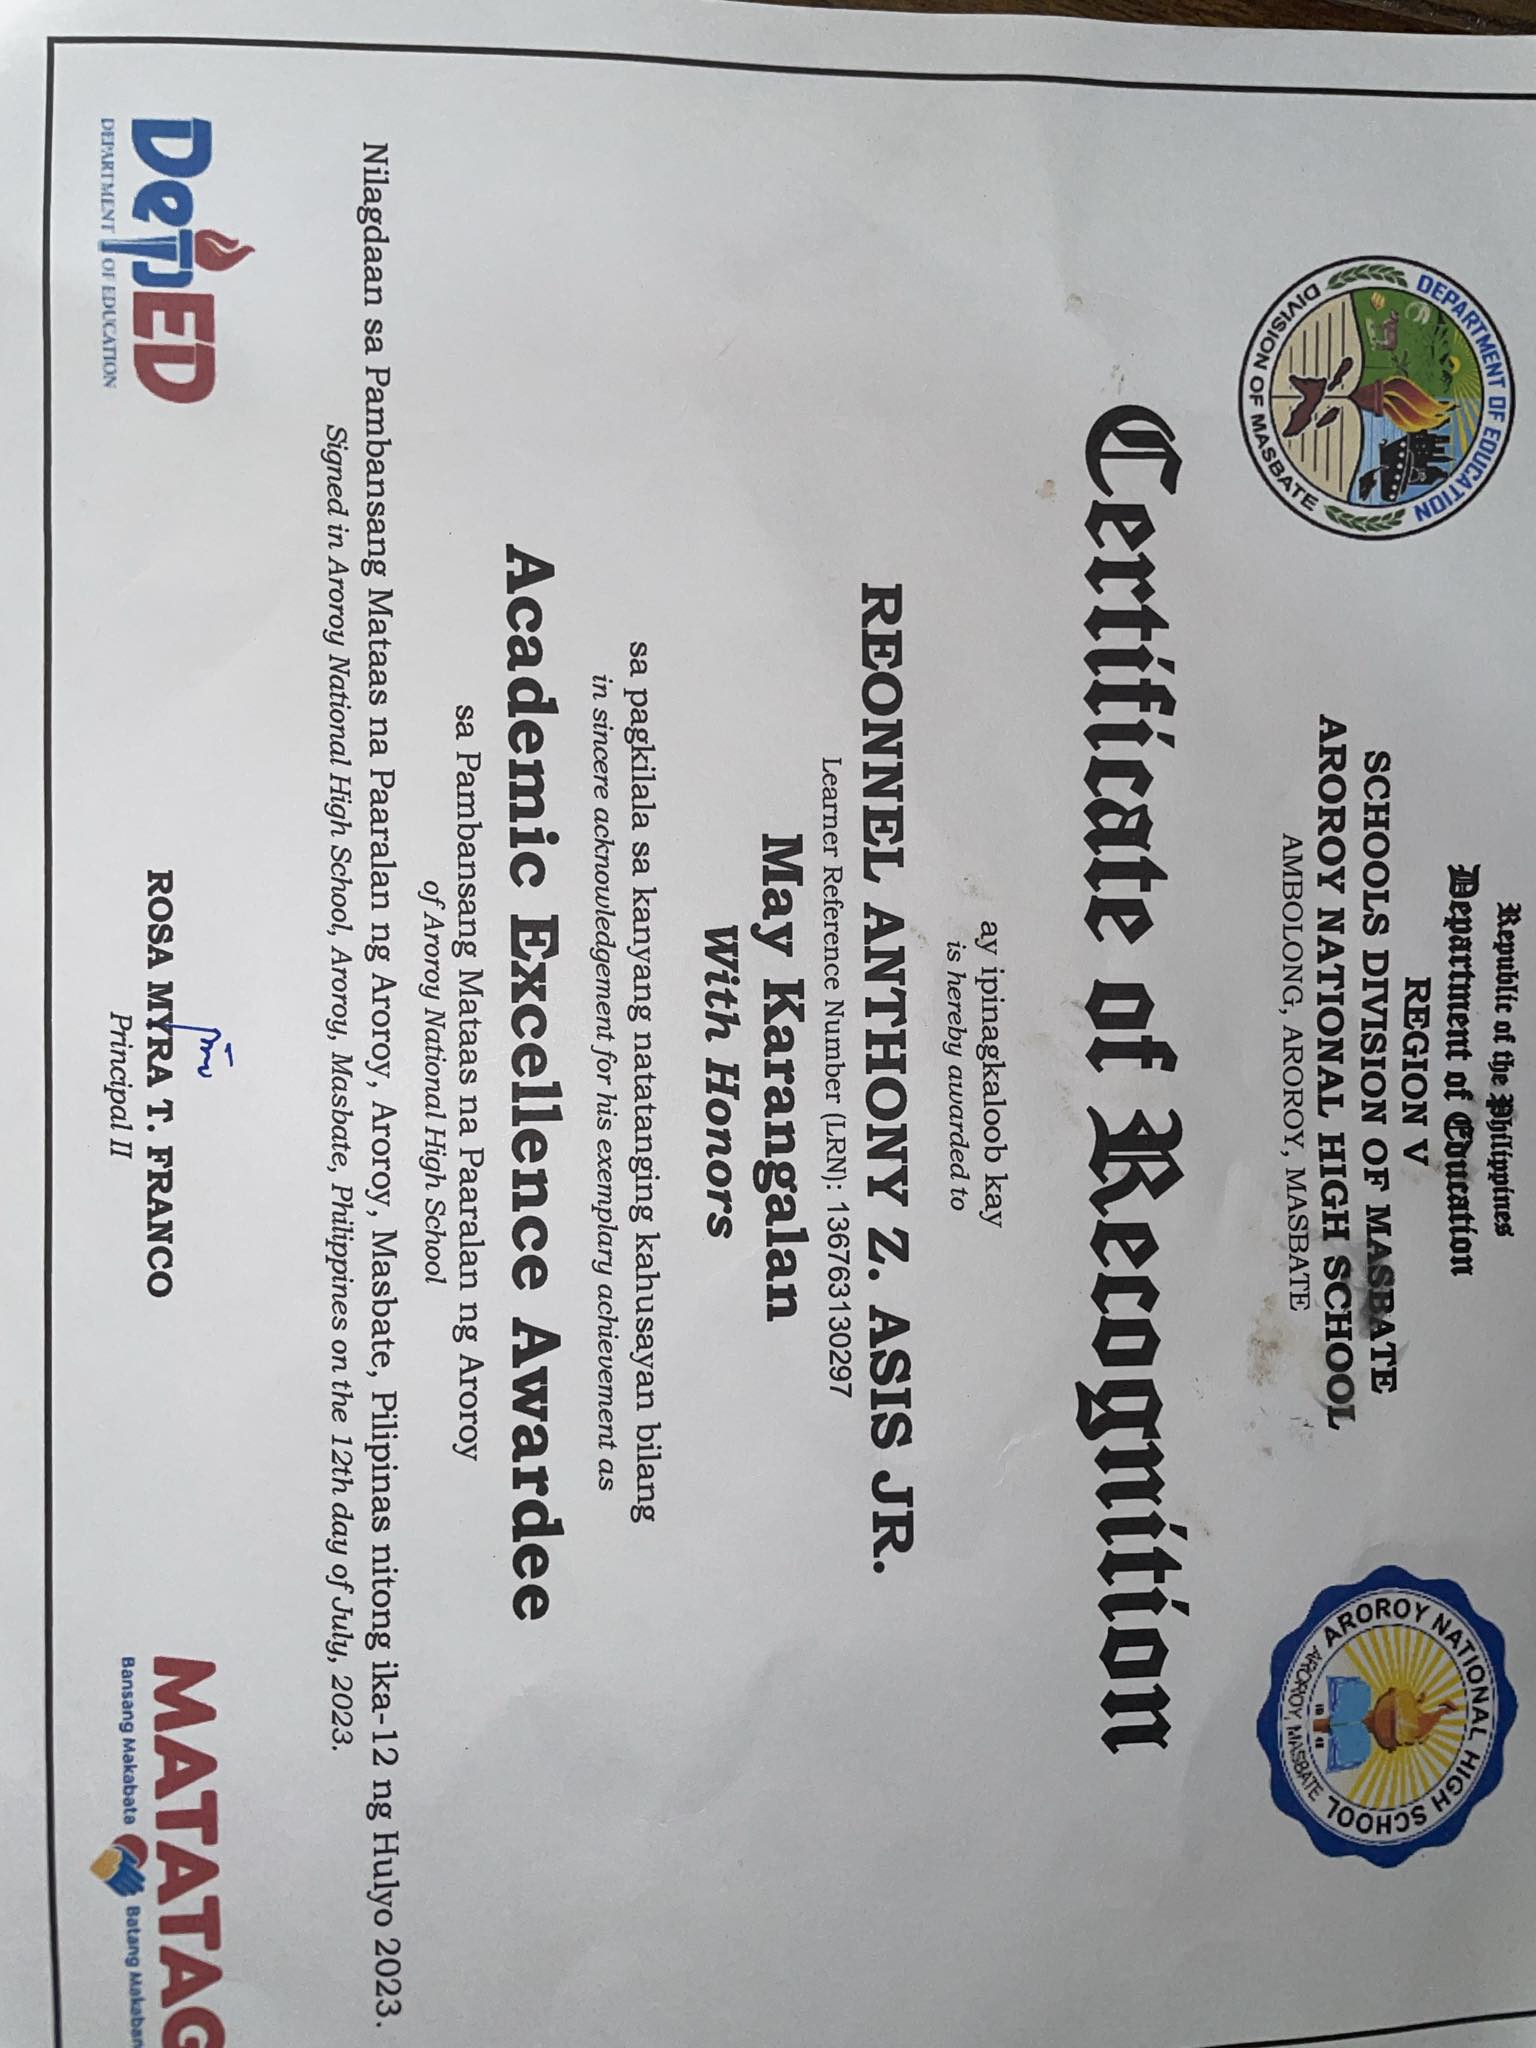 Republic of the Philippines
Department of Education
REGION V
SCHOOLS DIVISION OF MASBATE
AROROY NATIONAL HIGH SCHOOL
AMBOLONG, AROROY, MASBATE
DEPARTMENT OF EDUCATION
DIVISION OF MASBATE
AROROY NATIONAL HIGH SCHOOL
AROROY, MASBATE
Certificate of Recognition
ay ipinagkaloob kay
is hereby awarded to
REONNEL ANTHONY Z. ASIS JR.
Learner Reference Number (LRN): 136763130297
May Karangalan
With Honors
sa pagkilala sa kanyang natatanging kahusayan bilang
in sincere acknowledgement for his exemplary achievement as
Academic Excellence Awardee
sa Pambansang Mataas na Paaralan ng Aroroy
of Aroroy National High School
Nilagdaan sa Pambansang Mataas na Paaralan ng Aroroy, Aroroy, Masbate, Pilipinas nitong ika-12 ng Hulyo 2023.
Signed in Aroroy National High School, Aroroy, Masbate, Philippines on the 12th day of July, 2023.
ROSA MYRA T. FRANCO
Principal II
DepED
DEPARTMENT OF EDUCATION
MATATAG
Bansang Makabata
Batang Makaban